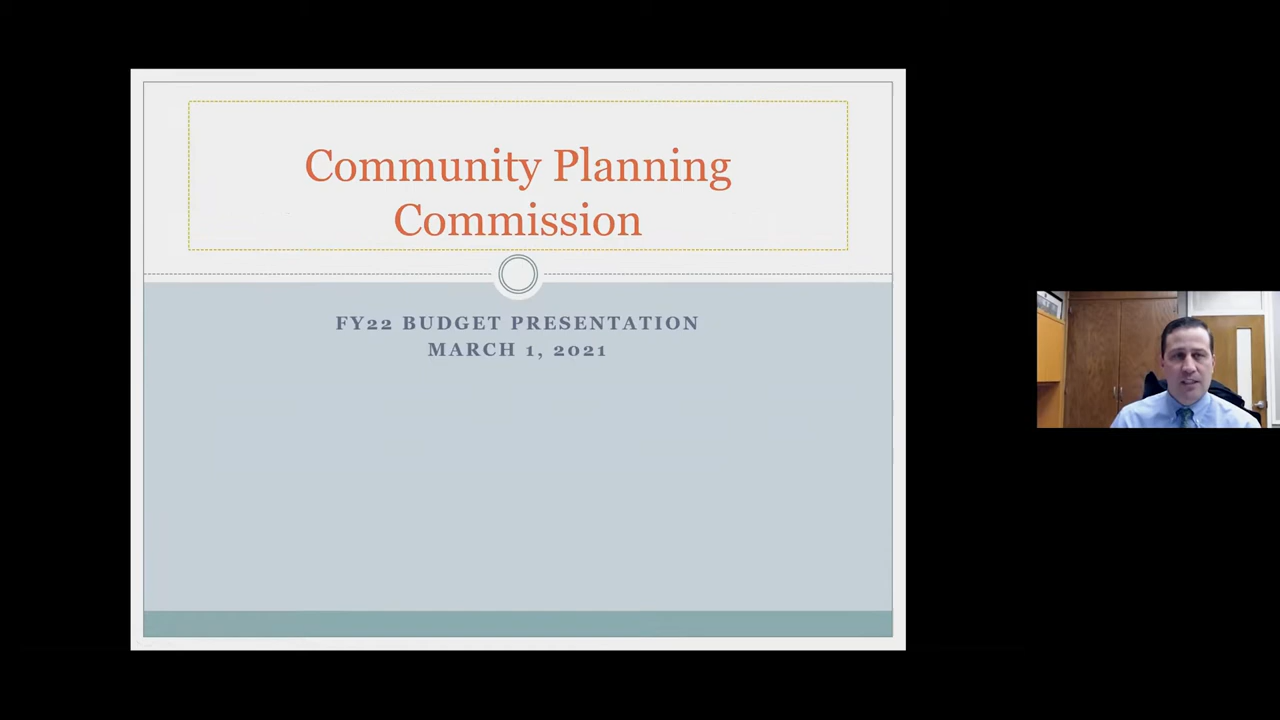 Community Planning
Commission
FY22 BUDGET PRESENTATION
MARCH 1, 2021